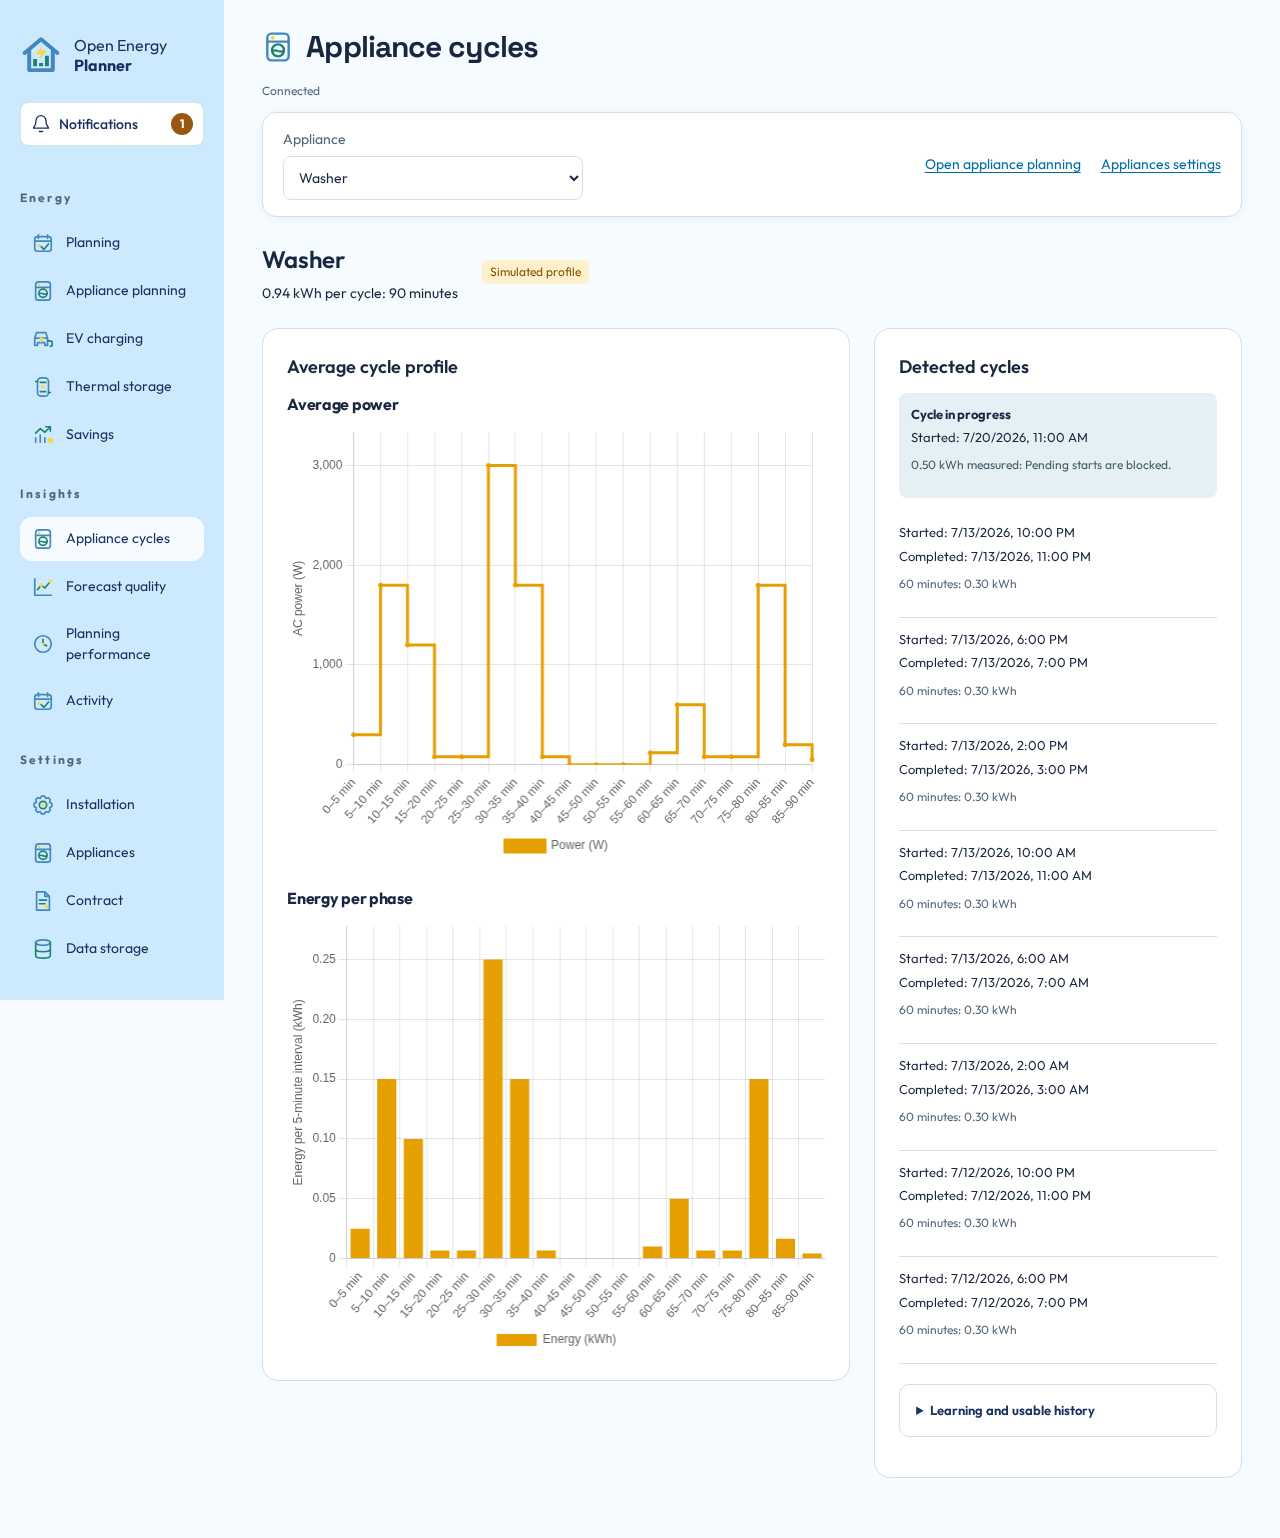 Open Energy
Planner
Notifications
1
Energy
Planning
Appliance planning
EV charging
Thermal storage
Savings
Insights
Appliance cycles
Forecast quality
Planning
performance
Activity
Settings
Installation
Appliances
Contract
Data storage
Appliance cycles
Connected
Appliance
Washer
Open appliance planning
Appliances settings
Washer
0.94 kWh per cycle: 90 minutes
Simulated profile
Average cycle profile
Average power
3,000
2,000
1,000
0
AC power (W)
0–5 min
5–10 min
10–15 min
15–20 min
20–25 min
25–30 min
30–35 min
35–40 min
40–45 min
45–50 min
50–55 min
55–60 min
60–65 min
65–70 min
70–75 min
75–80 min
80–85 min
85–90 min
Power (W)
Energy per phase
0.25
0.20
0.15
0.10
0.05
0
Energy per 5-minute interval (kWh)
0–5 min
5–10 min
10–15 min
15–20 min
20–25 min
25–30 min
30–35 min
35–40 min
40–45 min
45–50 min
50–55 min
55–60 min
60–65 min
65–70 min
70–75 min
75–80 min
80–85 min
85–90 min
Energy (kWh)
Detected cycles
Cycle in progress
Started: 7/20/2026, 11:00 AM
0.50 kWh measured: Pending starts are blocked.
Started: 7/13/2026, 10:00 PM
Completed: 7/13/2026, 11:00 PM
60 minutes: 0.30 kWh
Started: 7/13/2026, 6:00 PM
Completed: 7/13/2026, 7:00 PM
60 minutes: 0.30 kWh
Started: 7/13/2026, 2:00 PM
Completed: 7/13/2026, 3:00 PM
60 minutes: 0.30 kWh
Started: 7/13/2026, 10:00 AM
Completed: 7/13/2026, 11:00 AM
60 minutes: 0.30 kWh
Started: 7/13/2026, 6:00 AM
Completed: 7/13/2026, 7:00 AM
60 minutes: 0.30 kWh
Started: 7/13/2026, 2:00 AM
Completed: 7/13/2026, 3:00 AM
60 minutes: 0.30 kWh
Started: 7/12/2026, 10:00 PM
Completed: 7/12/2026, 11:00 PM
60 minutes: 0.30 kWh
Started: 7/12/2026, 6:00 PM
Completed: 7/12/2026, 7:00 PM
60 minutes: 0.30 kWh
Learning and usable history